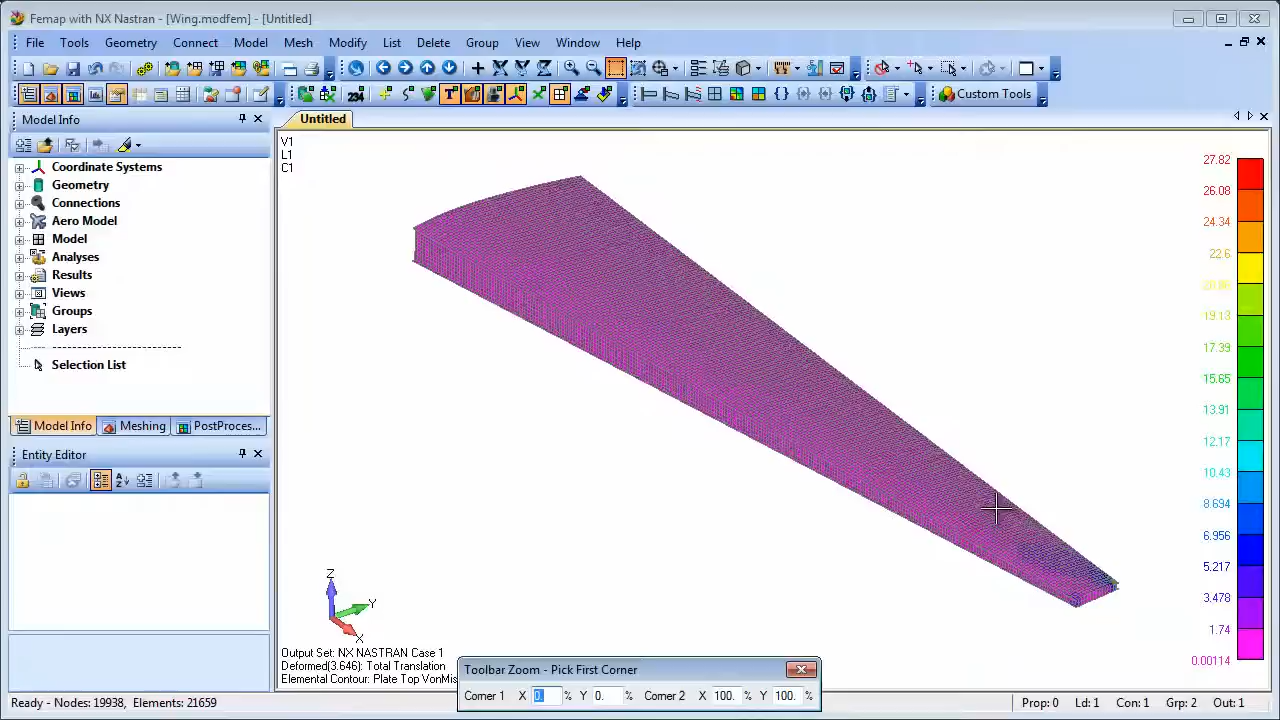 Femap with NX Nastran - [Wing.modfem] - [Untitled]
File Tools Geometry Connect Model Mesh Modify List Delete Group View Window Help
234
T
Custom Tools
Model Info
Untitled
V1
L1
C1
Coordinate Systems
Geometry
Connections
Aero Model
Model
Analyses
Results
Views
Groups
Layers
Selection List
Model Info Meshing PostProces...
Entity Editor
27.82
26.08
24.34
22.6
20.86
19.13
17.39
15.65
13.91
12.17
10.43
8.694
6.956
5.217
3.478
1.74
0.00114
Z
Y
X
Output Set: NX NASTRAN Case 1
Deformed(3.646): Total Translation
Elemental Contour: Plate Top VonMis
Toolbar Zoom - Pick First Corner
Corner 1 X 0. % Y 0. % Corner 2 X 100. % Y 100. %
Ready - Nodes: 19938, Elements: 21659
Prop: 0 Ld: 1 Con: 1 Grp: 2 Out: 1